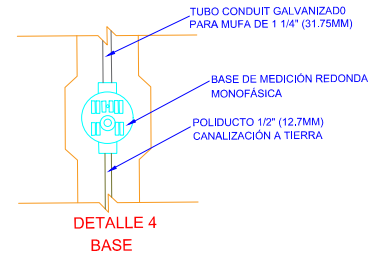 TUBO CONDUIT GALVANIZADO
PARA MUFA DE 1 1/4" (31.75MM)
BASE DE MEDICIÓN REDONDA
MONOFÁSICA
POLIDUCTO 1/2" (12,7MM)
CANALIZACIÓN A TIERRA
DETALLE 4
BASE